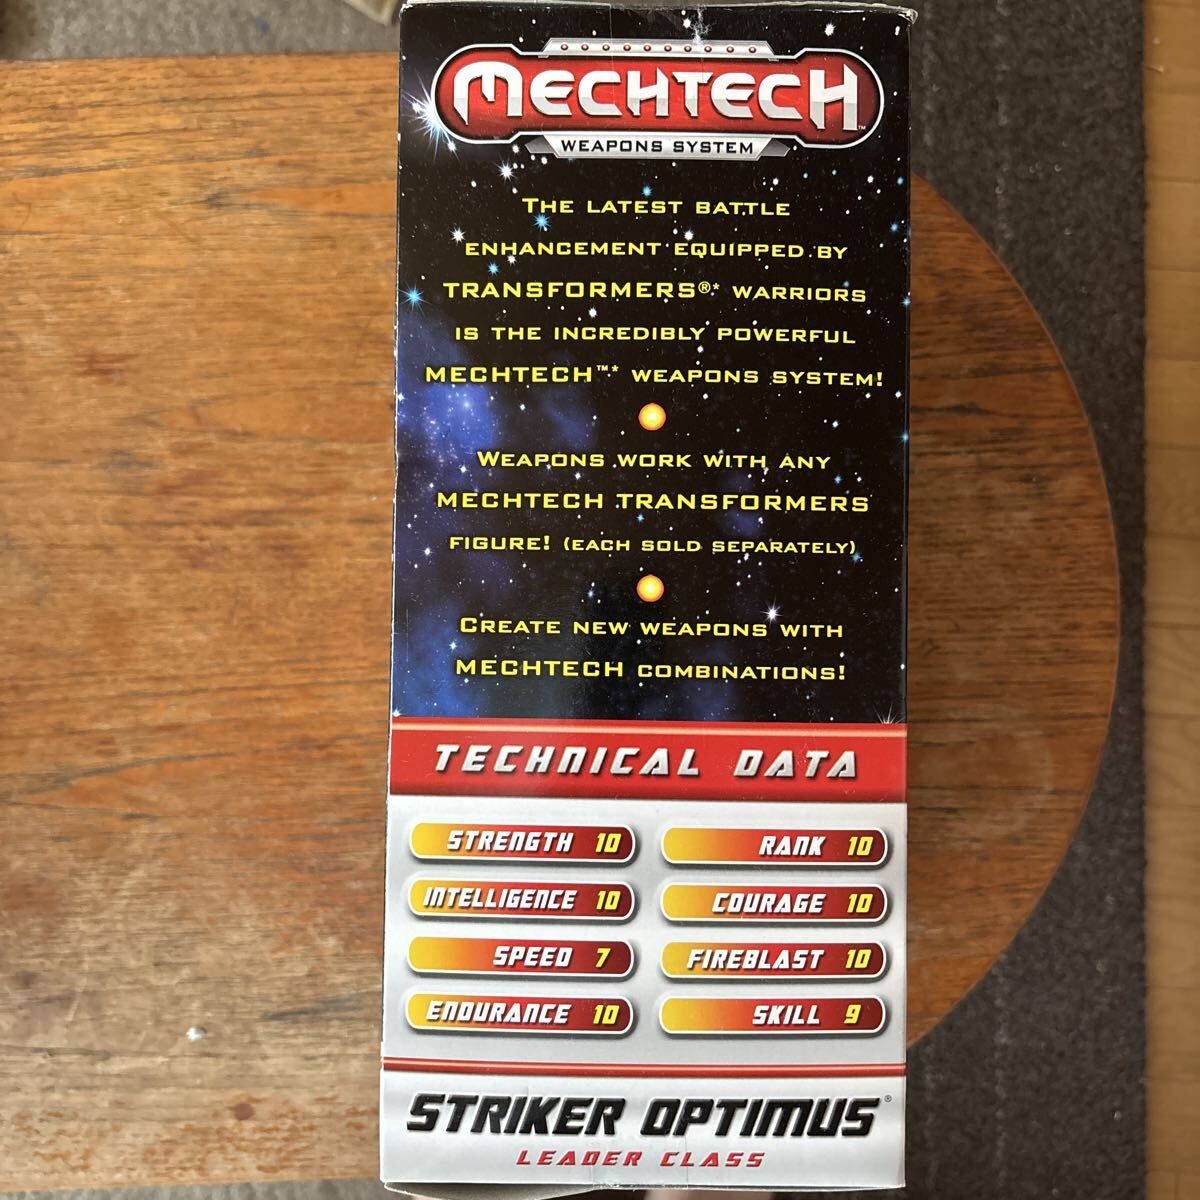 MECHTECH™
WEAPONS SYSTEM
THE LATEST BATTLE
ENHANCEMENT EQUIPPED BY
TRANSFORMERS®* WARRIORS
IS THE INCREDIBLY POWERFUL
MECHTECH™* WEAPONS SYSTEM!
WEAPONS WORK WITH ANY
MECHTECH TRANSFORMERS
FIGURE! (EACH SOLD SEPARATELY)
CREATE NEW WEAPONS WITH
MECHTECH COMBINATIONS!
TECHNICAL DATA
STRENGTH 10
RANK 10
INTELLIGENCE 10
COURAGE 10
SPEED 7
FIREBLAST 10
ENDURANCE 10
SKILL 9
STRIKER OPTIMUS®
LEADER CLASS